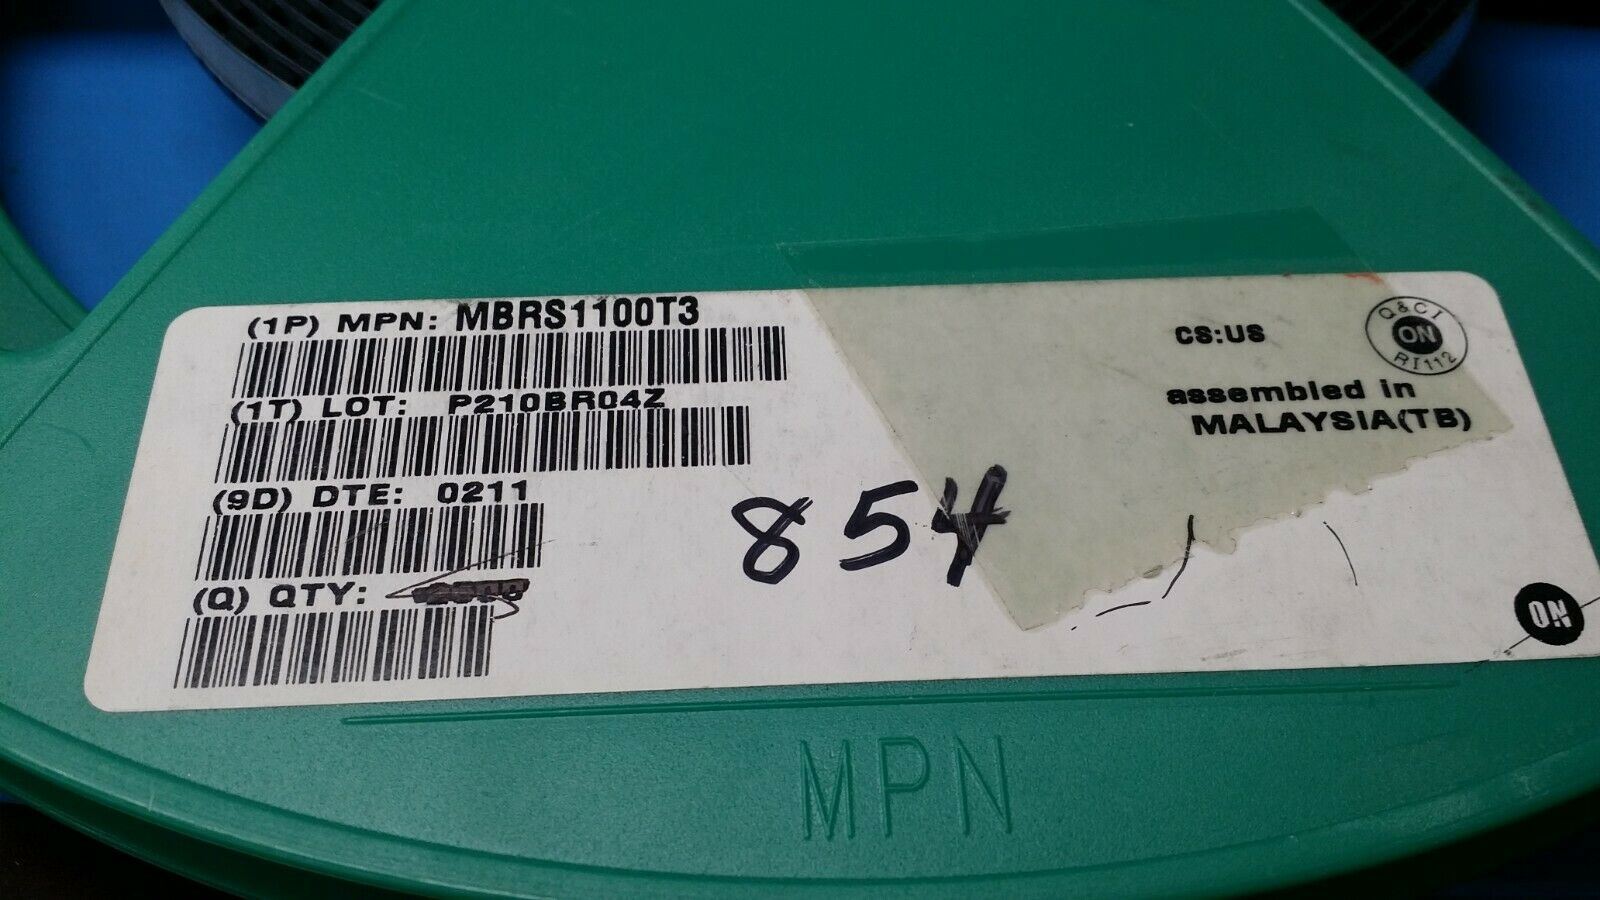 (1P) MPN: MBRS1100T3
(1T) LOT: P210BR04Z
(9D) DTE: 0211
(Q) QTY:
854
CS:US
Q&CI
ON
RI112
assembled in
MALAYSIA(TB)
ON
MPN